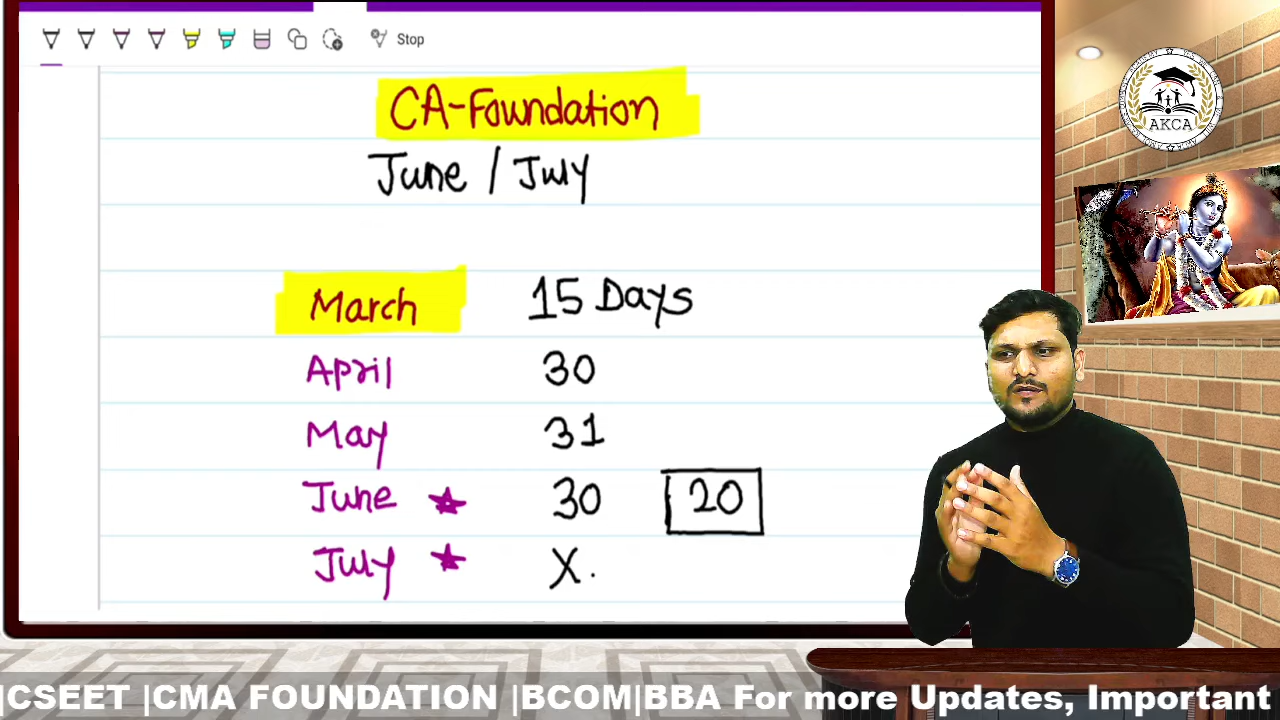 Stop
CA-Foundation
June / July
March 15 Days
April 30
May 31
June ★ 30 20
July ★ X.
AKCA
|CSEET |CMA FOUNDATION |BCOM|BBA For more Updates, Important